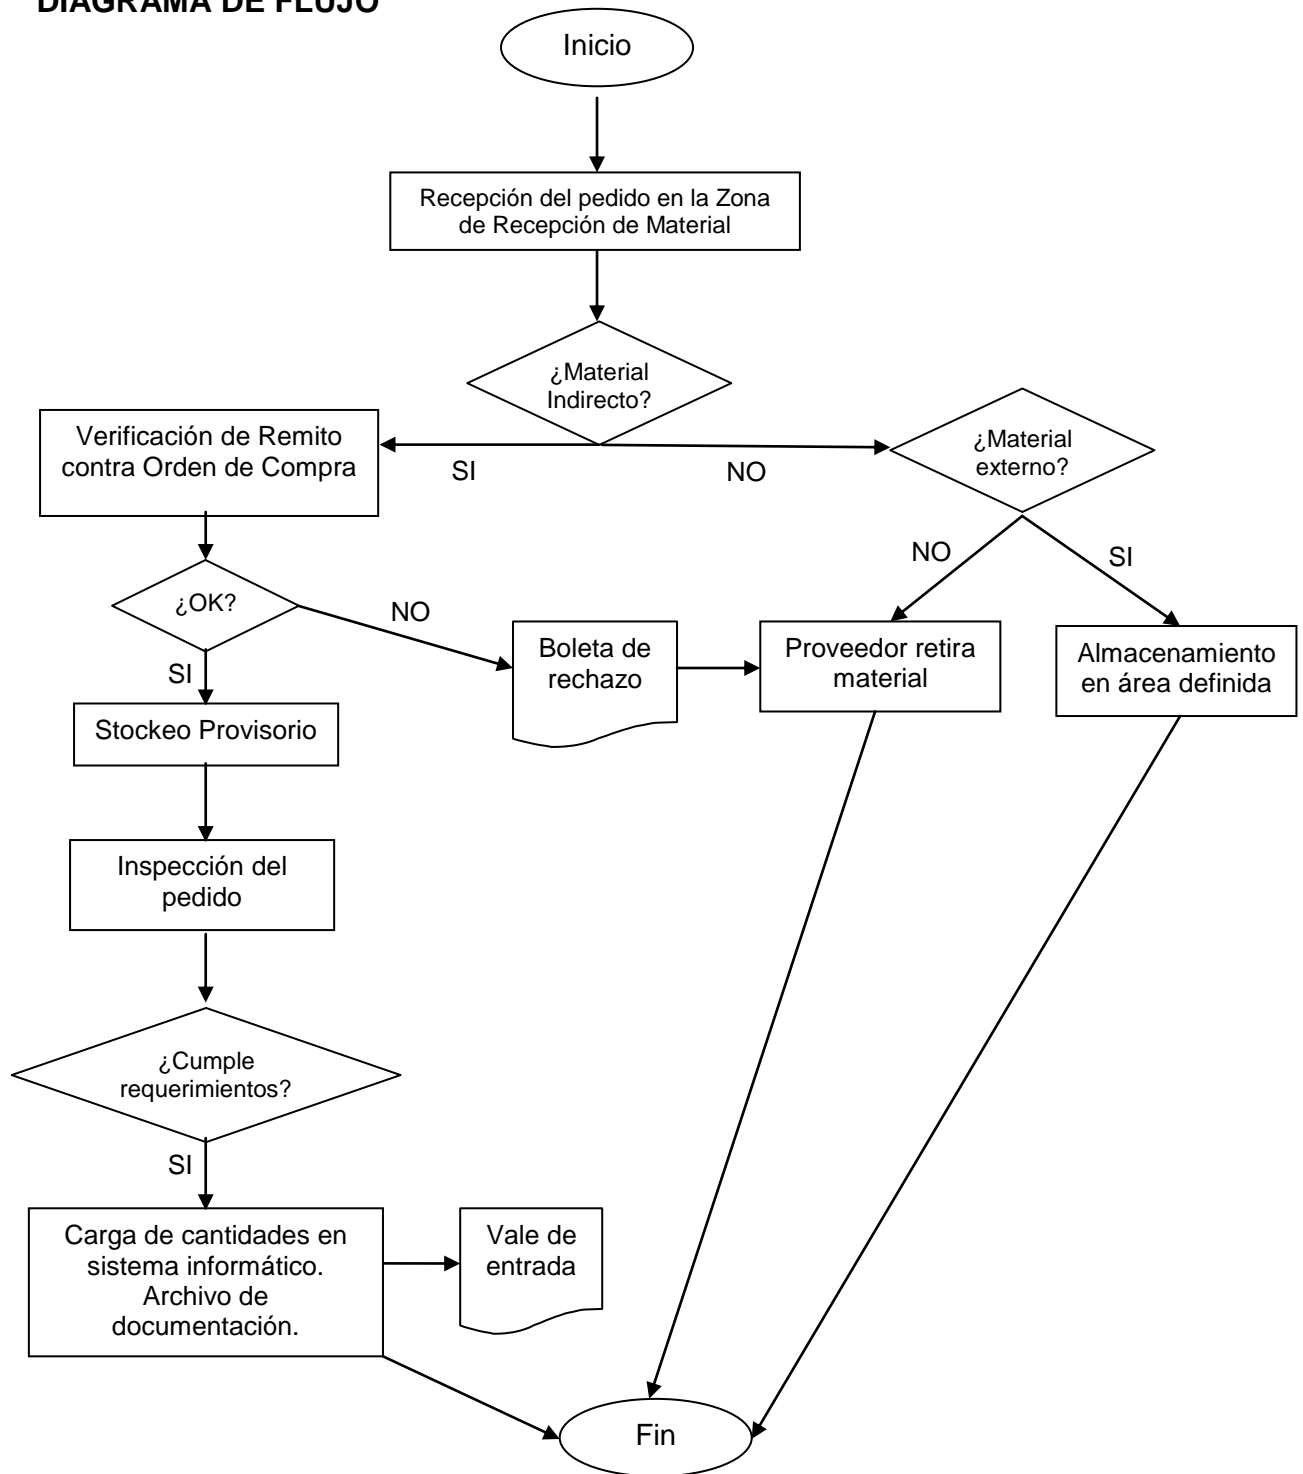 DIAGRAMA DE FLUJO
Inicio
Recepción del pedido en la Zona
de Recepción de Material
¿Material
Indirecto?
Verificación de Remito
contra Orden de Compra
SI
NO
¿Material
externo?
NO
SI
¿OK?
NO
Boleta de
rechazo
Proveedor retira
material
Almacenamiento
en área definida
SI
Stockeo Provisorio
Inspección del
pedido
¿Cumple
requerimientos?
SI
Carga de cantidades en
sistema informático.
Archivo de
documentación.
Vale de
entrada
Fin